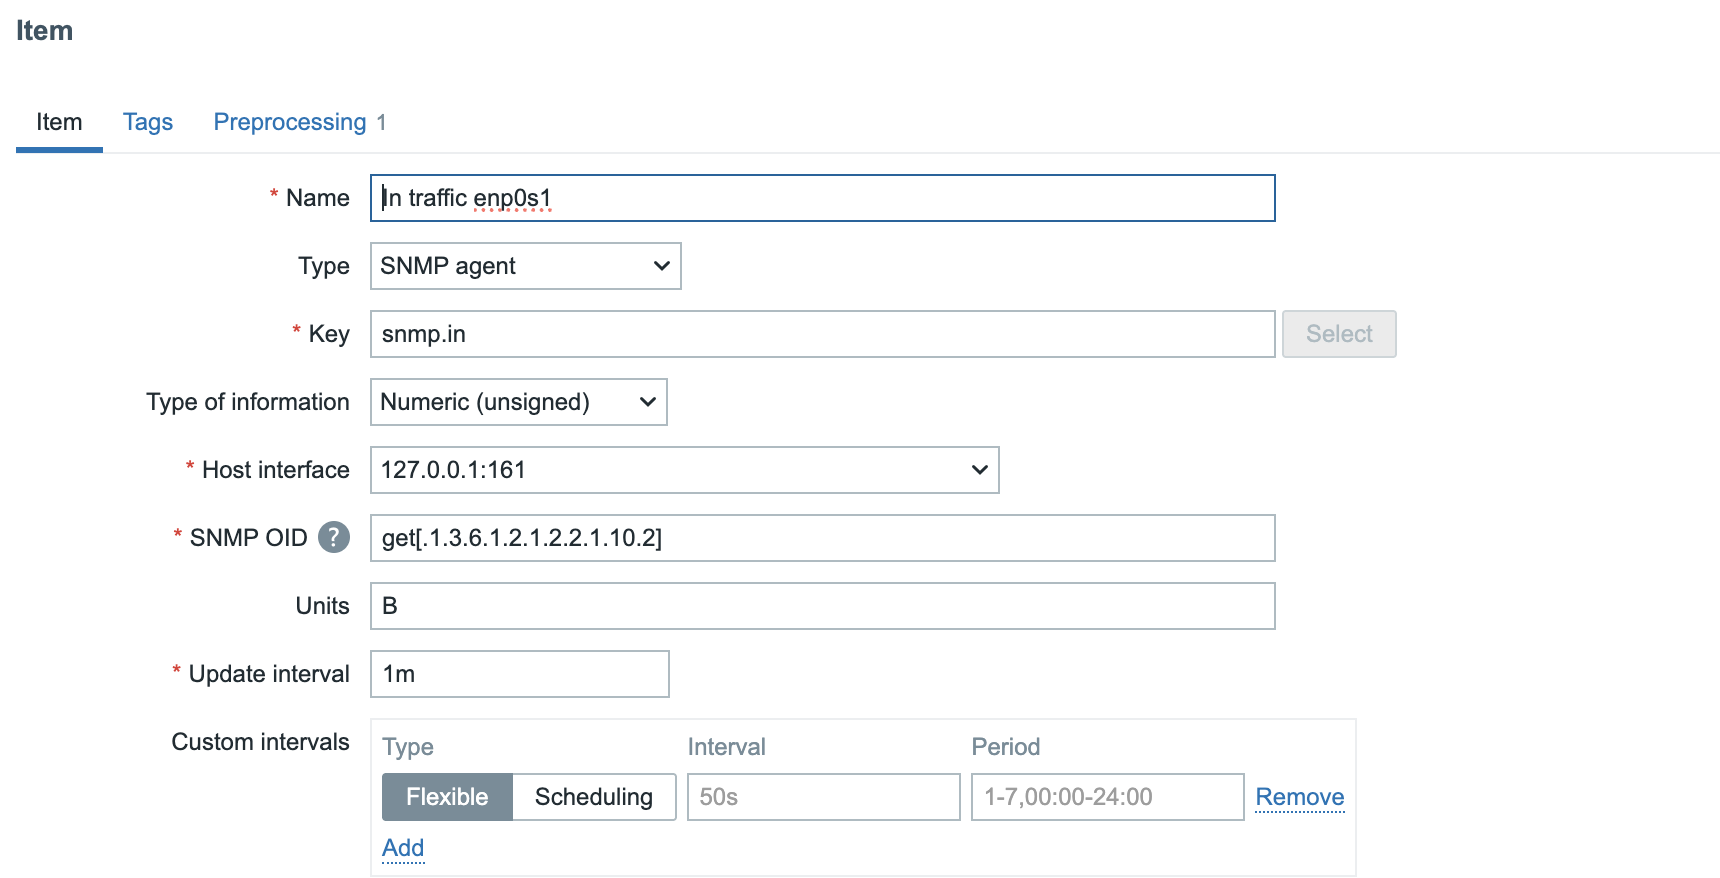 Item
Item Tags Preprocessing 1
* Name In traffic enp0s1
Type SNMP agent
* Key snmp.in Select
Type of information Numeric (unsigned)
* Host interface 127.0.0.1:161
* SNMP OID ? get[.1.3.6.1.2.1.2.2.1.10.2]
Units B
* Update interval 1m
Custom intervals Type Interval Period
Flexible Scheduling 50s 1-7,00:00-24:00 Remove
Add